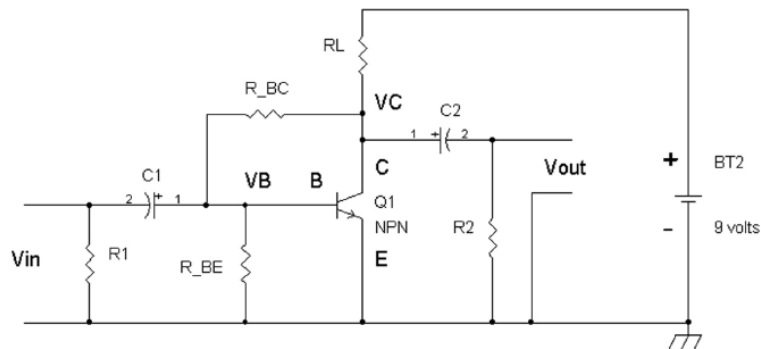 RL
R_BC
VC
C2
1 + 2
C
Vout
+
BT2
C1
VB
B
2 + 1
Q1
NPN
R2
-
9 volts
Vin
R1
R_BE
E